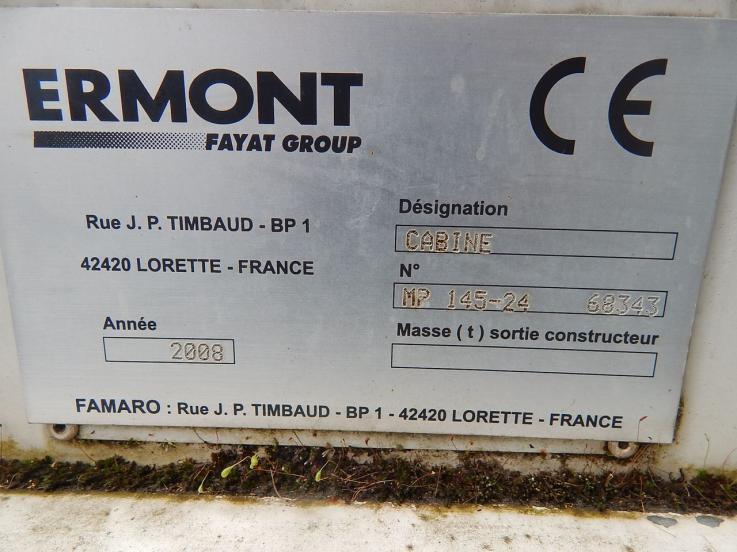 ERMONT
FAYAT GROUP
CE
Rue J. P. TIMBAUD - BP 1
42420 LORETTE - FRANCE
Désignation
CABINE
N°
MP 145-24 68343
Année
2008
Masse ( t ) sortie constructeur
FAMARO : Rue J. P. TIMBAUD - BP 1 - 42420 LORETTE - FRANCE